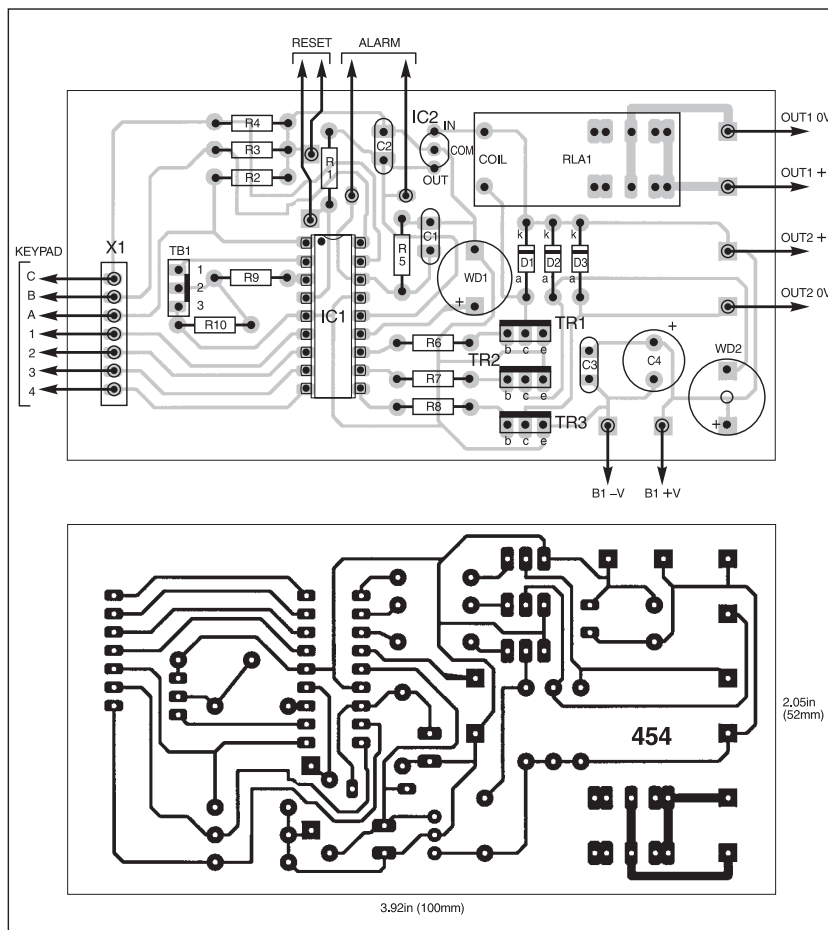 RESET ALARM
R4
R3
R2
R
1
C2
IC2
IN
COM
OUT
COIL
RLA1
OUT1 0V
OUT1 +
OUT2 +
OUT2 0V
KEYPAD
X1
C
B
A
1
2
3
4
TB1
1
2
3
R9
R10
IC1
R
5
C1
WD1
+
k k k
D1 D2 D3
a a a
TR1
b c e
TR2
b c e
TR3
b c e
R6
R7
R8
C3
+
C4
WD2
+
B1 –V B1 +V
454
2.05in
(52mm)
3.92in (100mm)